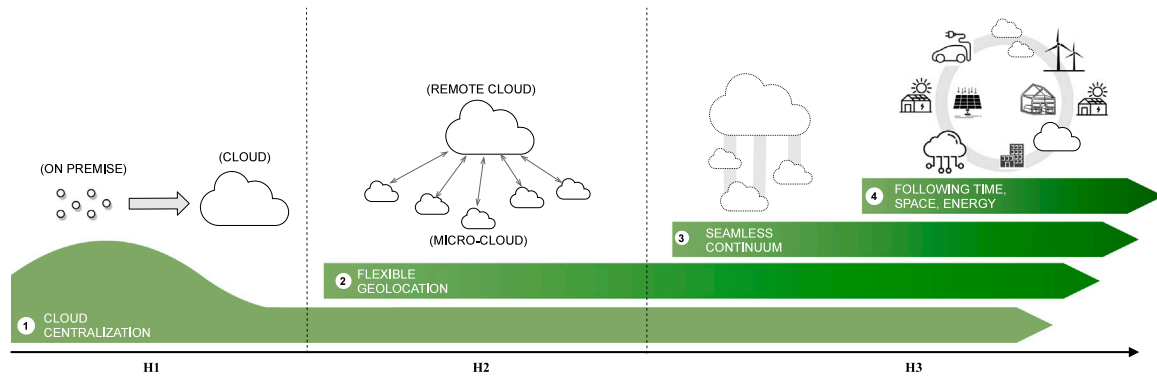 (ON PREMISE)
(CLOUD)
(REMOTE CLOUD)
(MICRO-CLOUD)
4 FOLLOWING TIME,
SPACE, ENERGY
3 SEAMLESS
CONTINUUM
2 FLEXIBLE
GEOLOCATION
1 CLOUD
CENTRALIZATION
H1
H2
H3